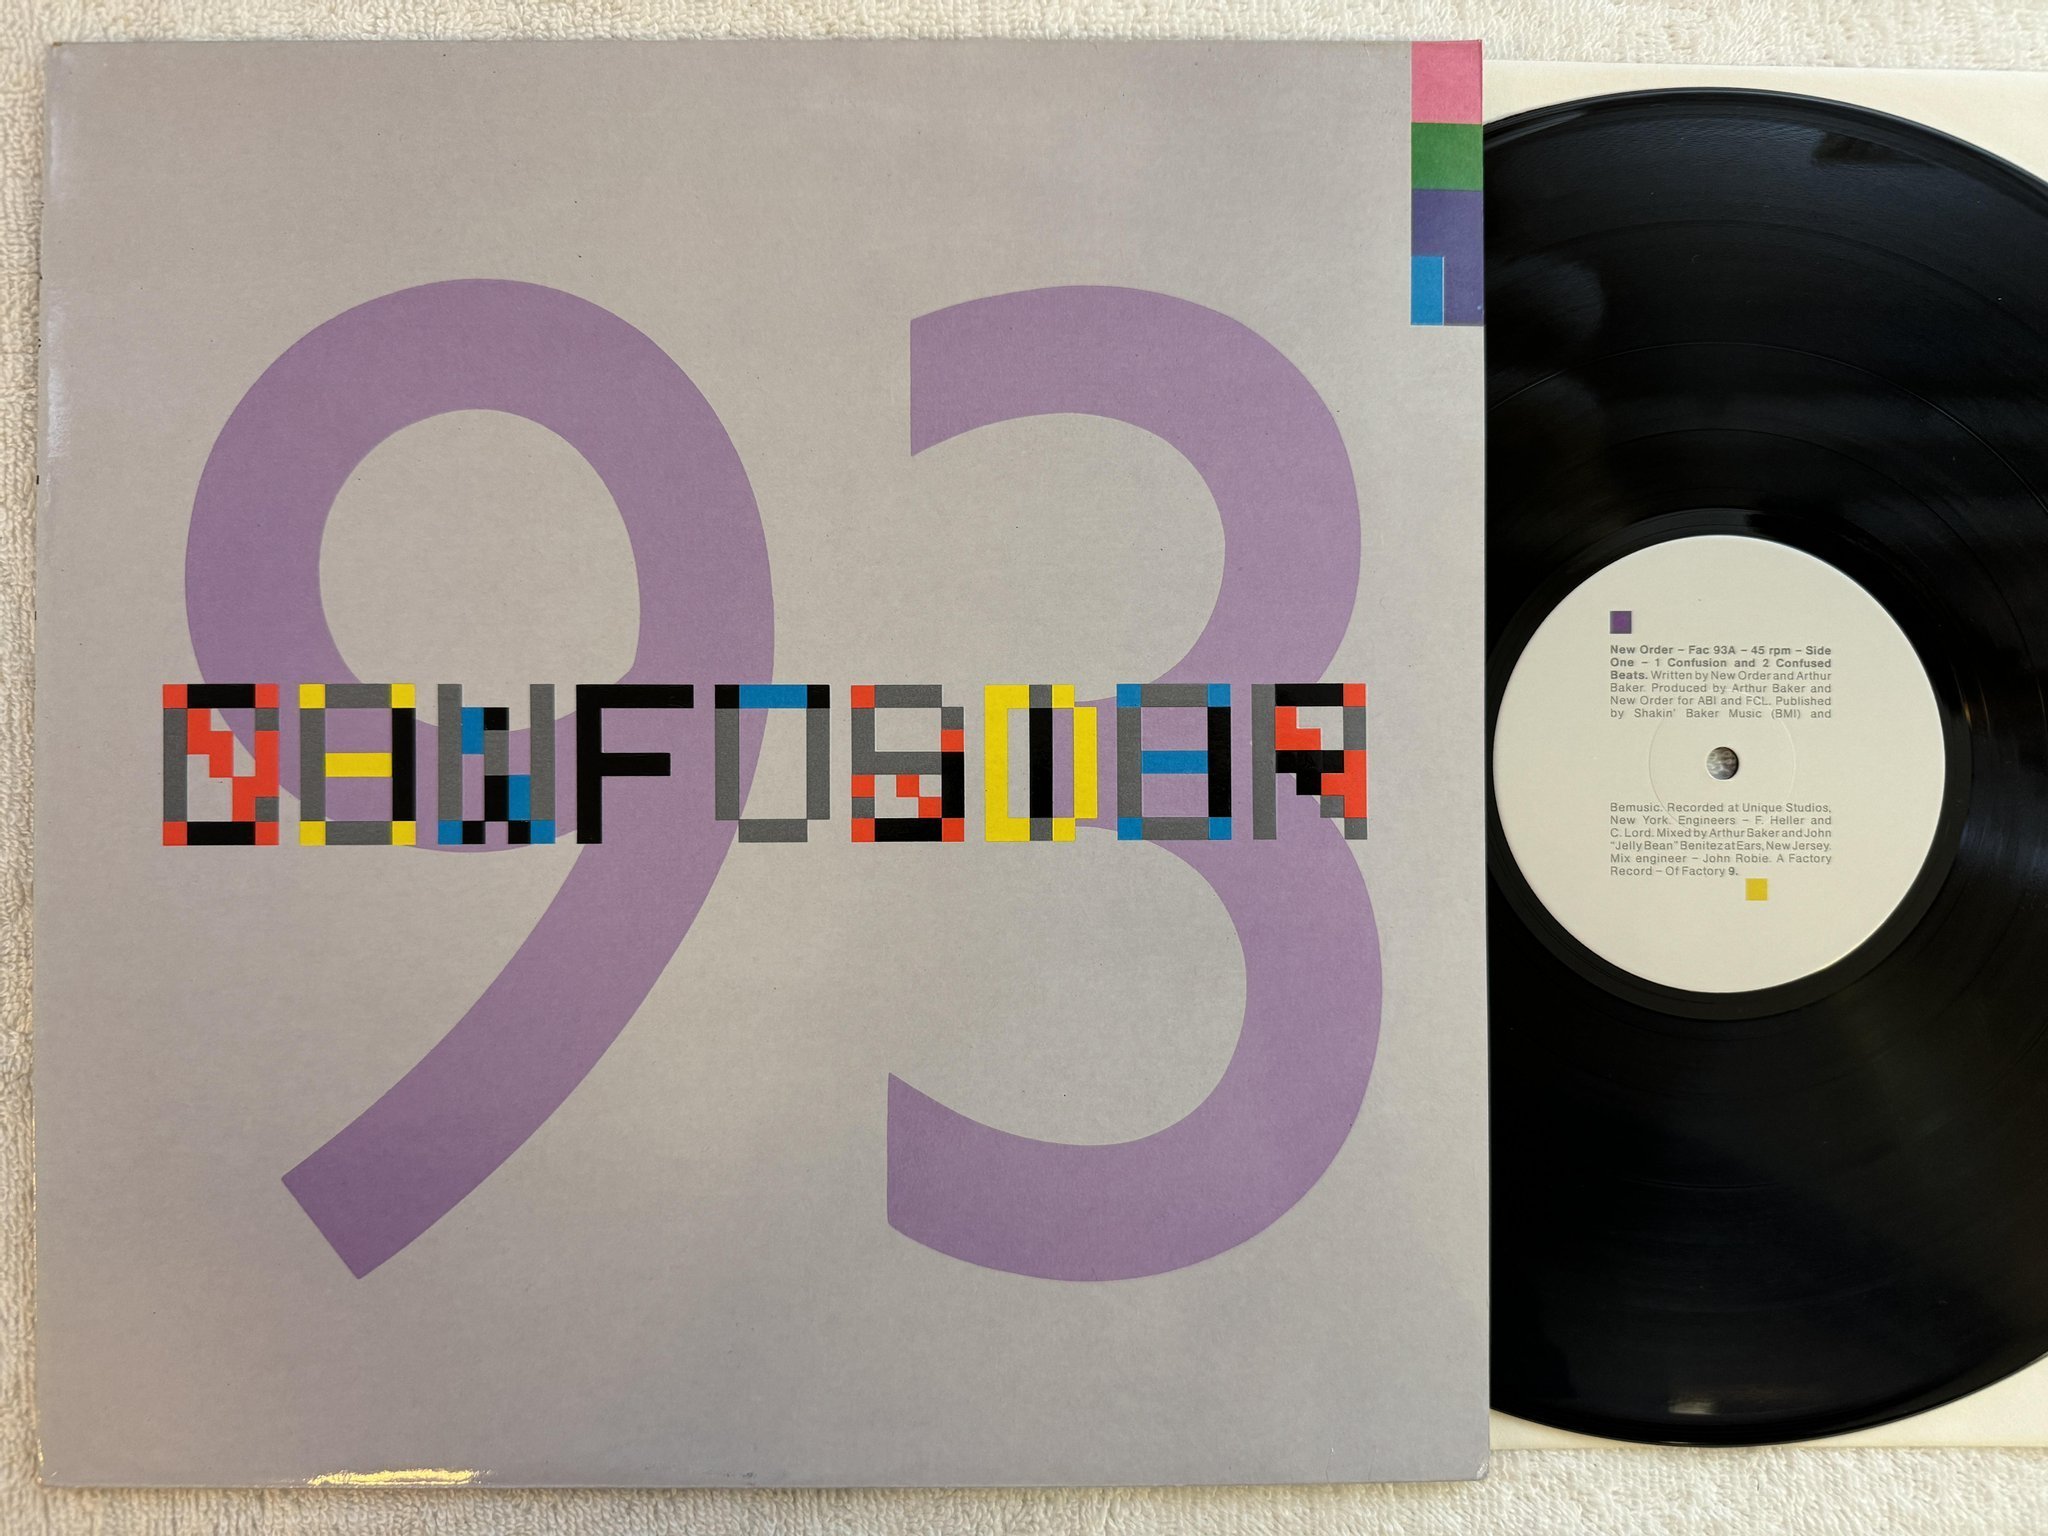 93
CONFUSION
NEW ORDER
New Order – Fac 93A – 45 rpm – Side
One – 1 Confusion and 2 Confused
Beats. Written by New Order and Arthur
Baker. Produced by Arthur Baker and
New Order for ABI and FCL. Published
by Shakin' Baker Music (BMI) and
Bemusic. Recorded at Unique Studios,
New York. Engineers – F. Heller and
C. Lord. Mixed by Arthur Baker and John
"Jelly Bean" Benitez at Ears, New Jersey.
Mix engineer – John Robie. A Factory
Record – Of Factory 9.